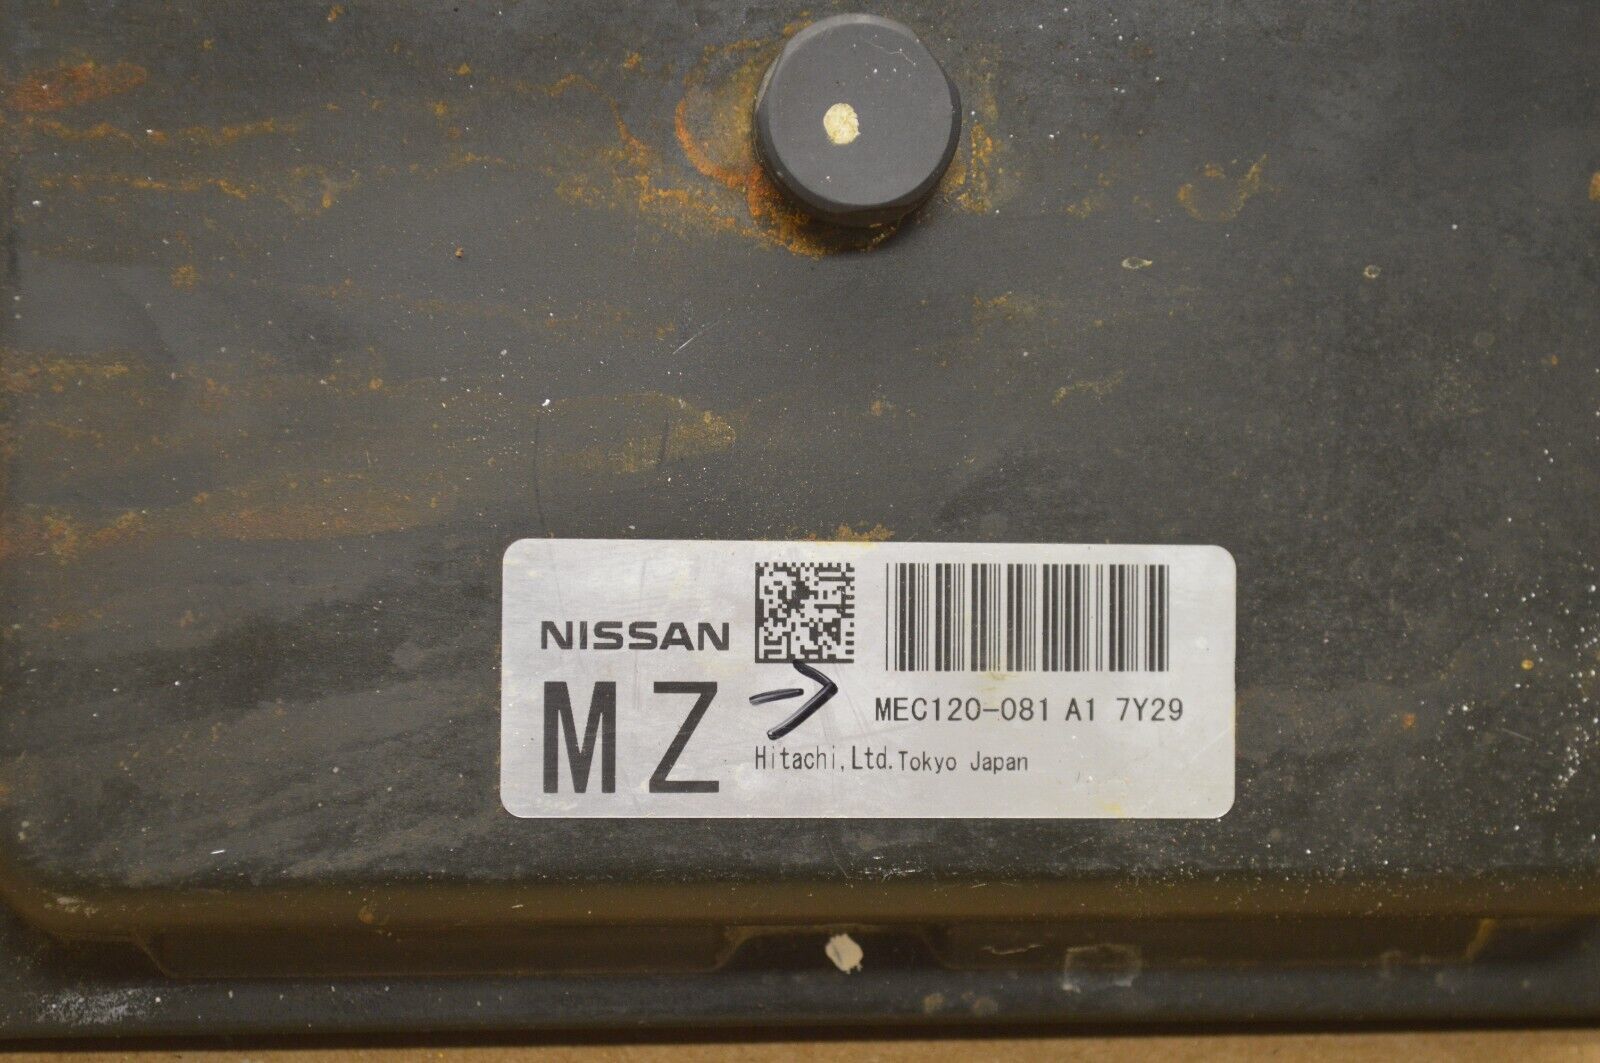 NISSAN
MZ
MEC120-081 A1 7Y29
Hitachi, Ltd. Tokyo Japan